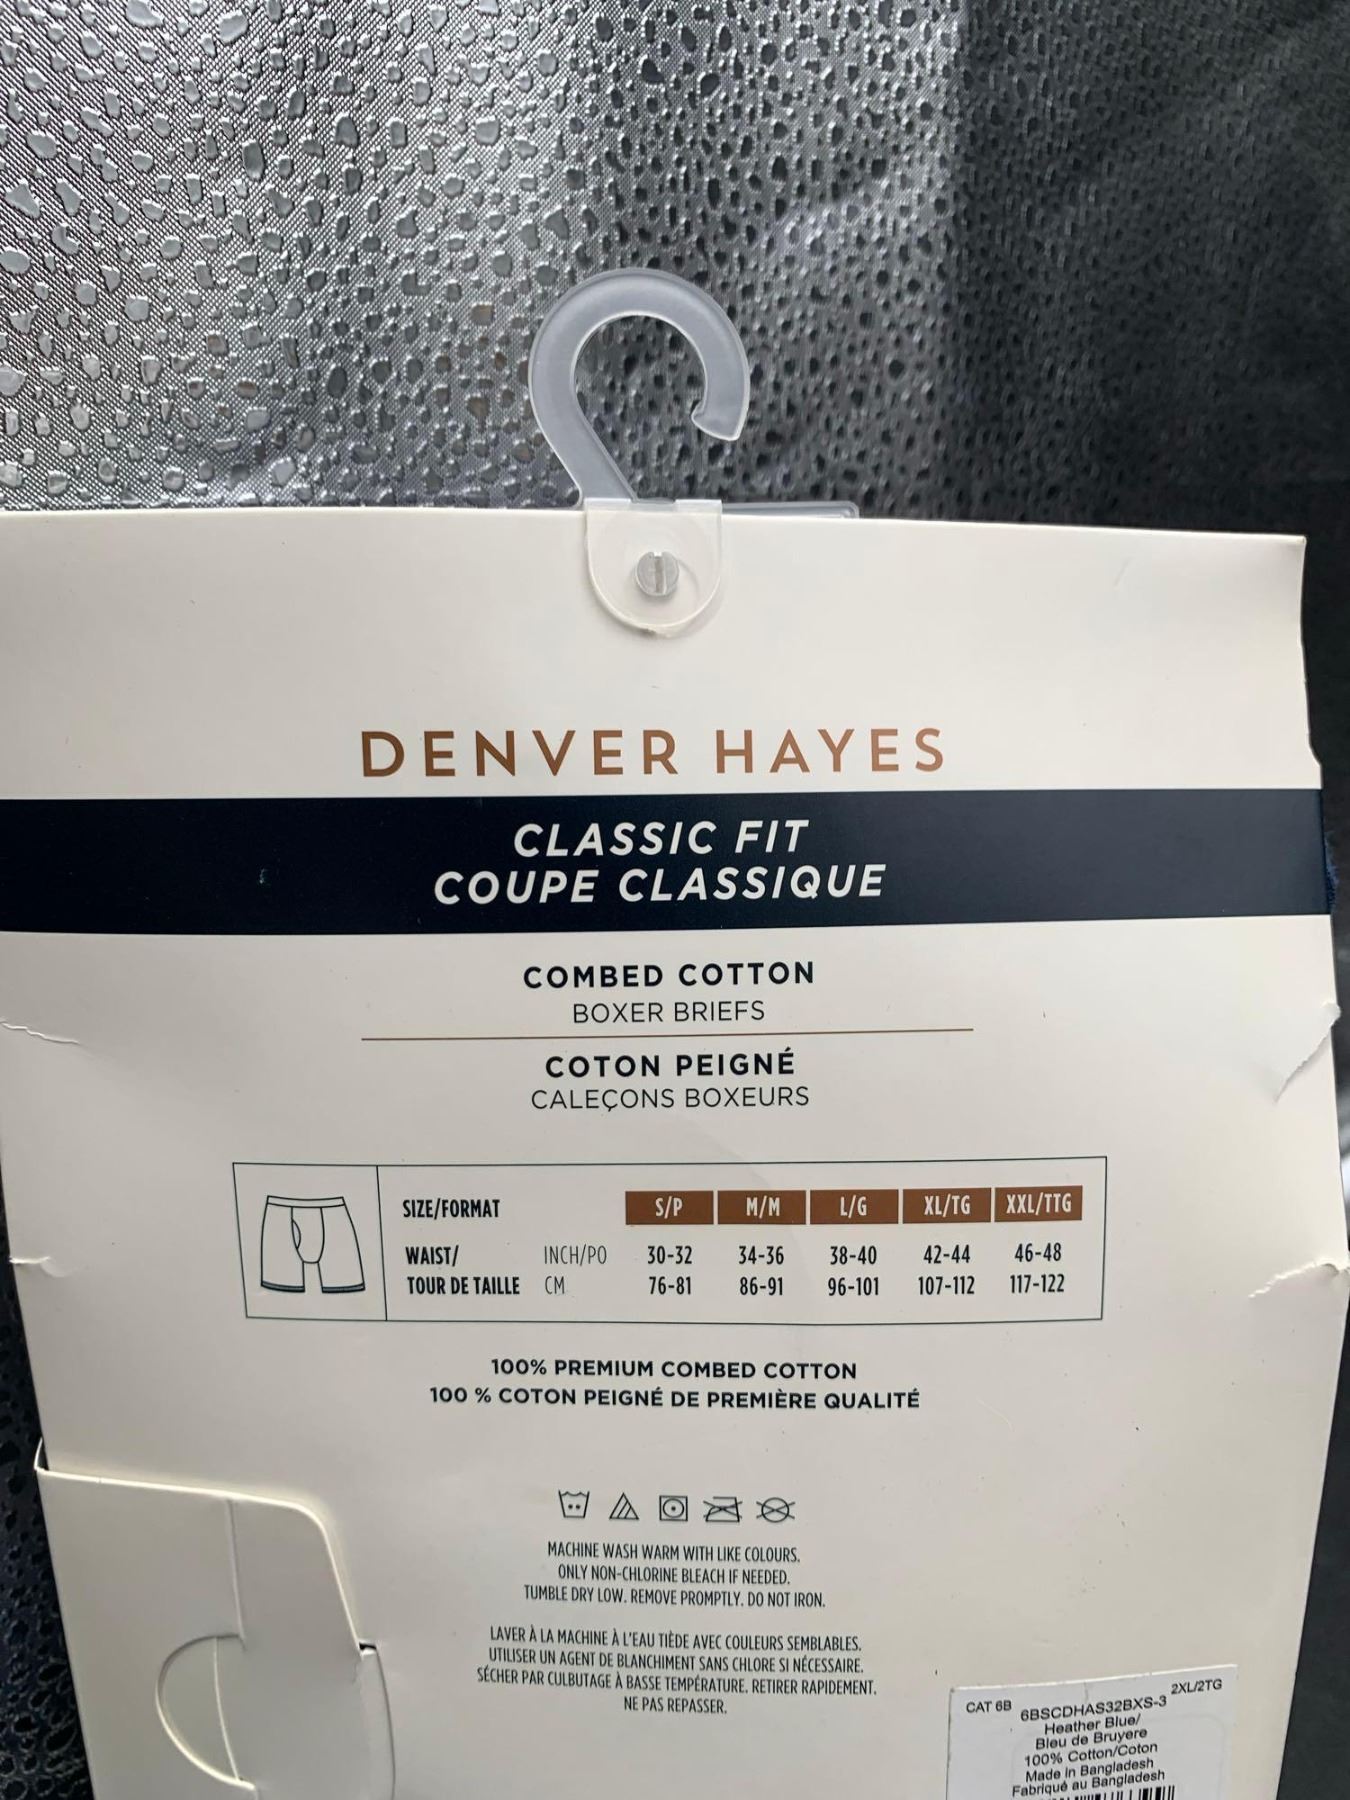 DENVER HAYES
CLASSIC FIT
COUPE CLASSIQUE
COMBED COTTON
BOXER BRIEFS
COTON PEIGNÉ
CALEÇONS BOXEURS
SIZE/FORMAT S/P M/M L/G XL/TG XXL/TTG
WAIST/ INCH/PO 30-32 34-36 38-40 42-44 46-48
TOUR DE TAILLE CM 76-81 86-91 96-101 107-112 117-122
100% PREMIUM COMBED COTTON
100 % COTON PEIGNÉ DE PREMIÈRE QUALITÉ
MACHINE WASH WARM WITH LIKE COLOURS.
ONLY NON-CHLORINE BLEACH IF NEEDED.
TUMBLE DRY LOW. REMOVE PROMPTLY. DO NOT IRON.
LAVER À LA MACHINE À L'EAU TIÈDE AVEC COULEURS SEMBLABLES.
UTILISER UN AGENT DE BLANCHIMENT SANS CHLORE SI NÉCESSAIRE.
SÉCHER PAR CULBUTAGE À BASSE TEMPÉRATURE. RETIRER RAPIDEMENT.
NE PAS REPASSER.
CAT 6B 6BSCDHAS32BXS-3 2XL/2TG
Heather Blue/
Bleu de Bruyere
100% Cotton/Coton
Made In Bangladesh
Fabriqué au Bangladesh